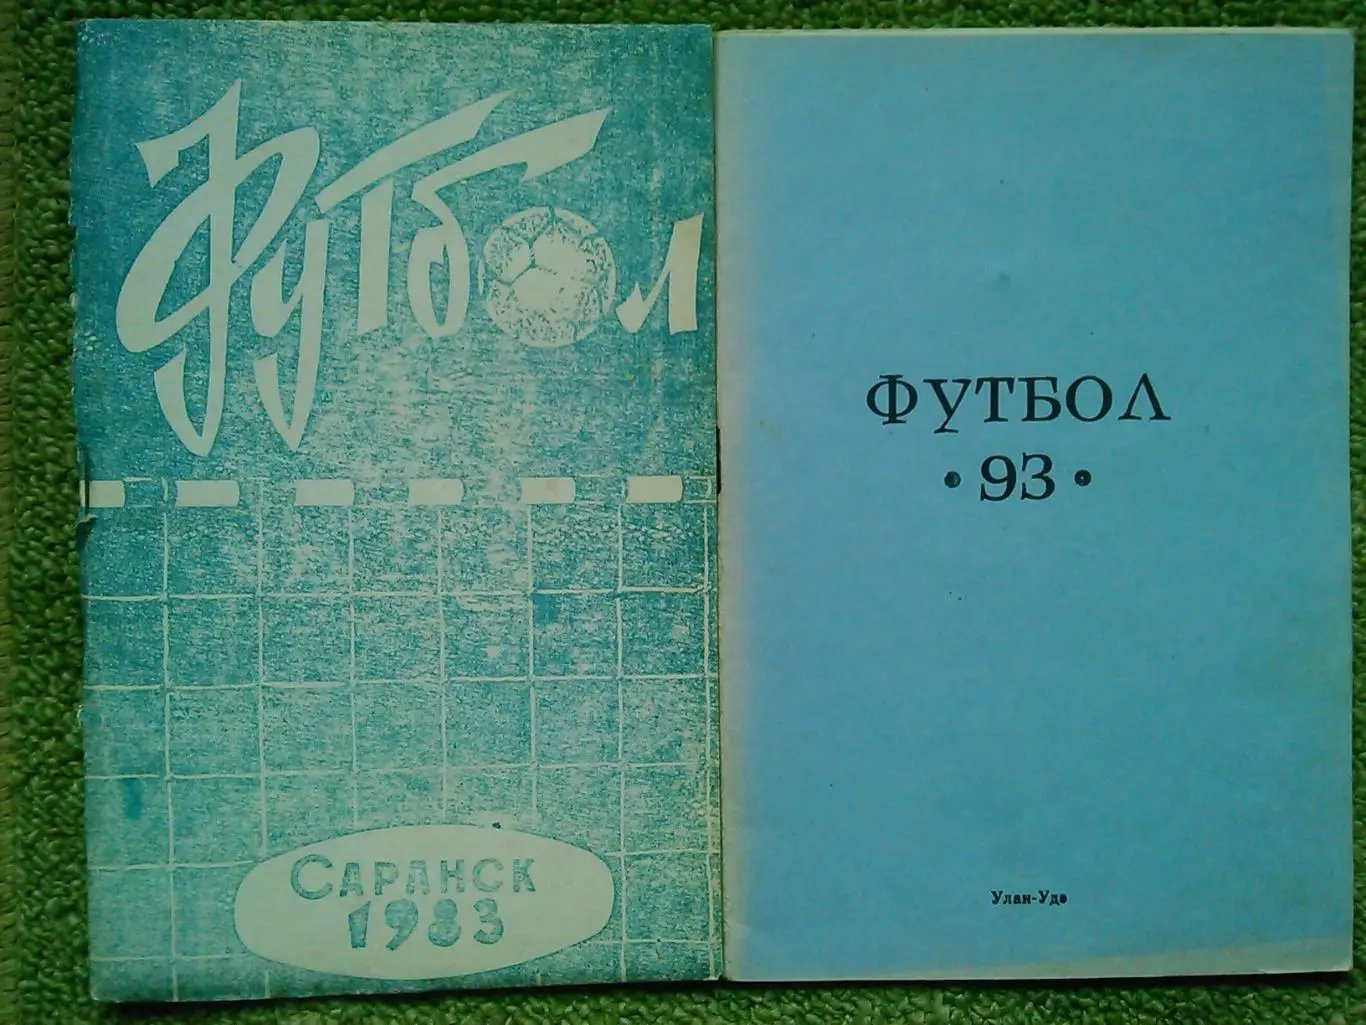 Футбол
САРАНСК
1983
ФУТБОЛ
• 93 •
Улан-Удэ